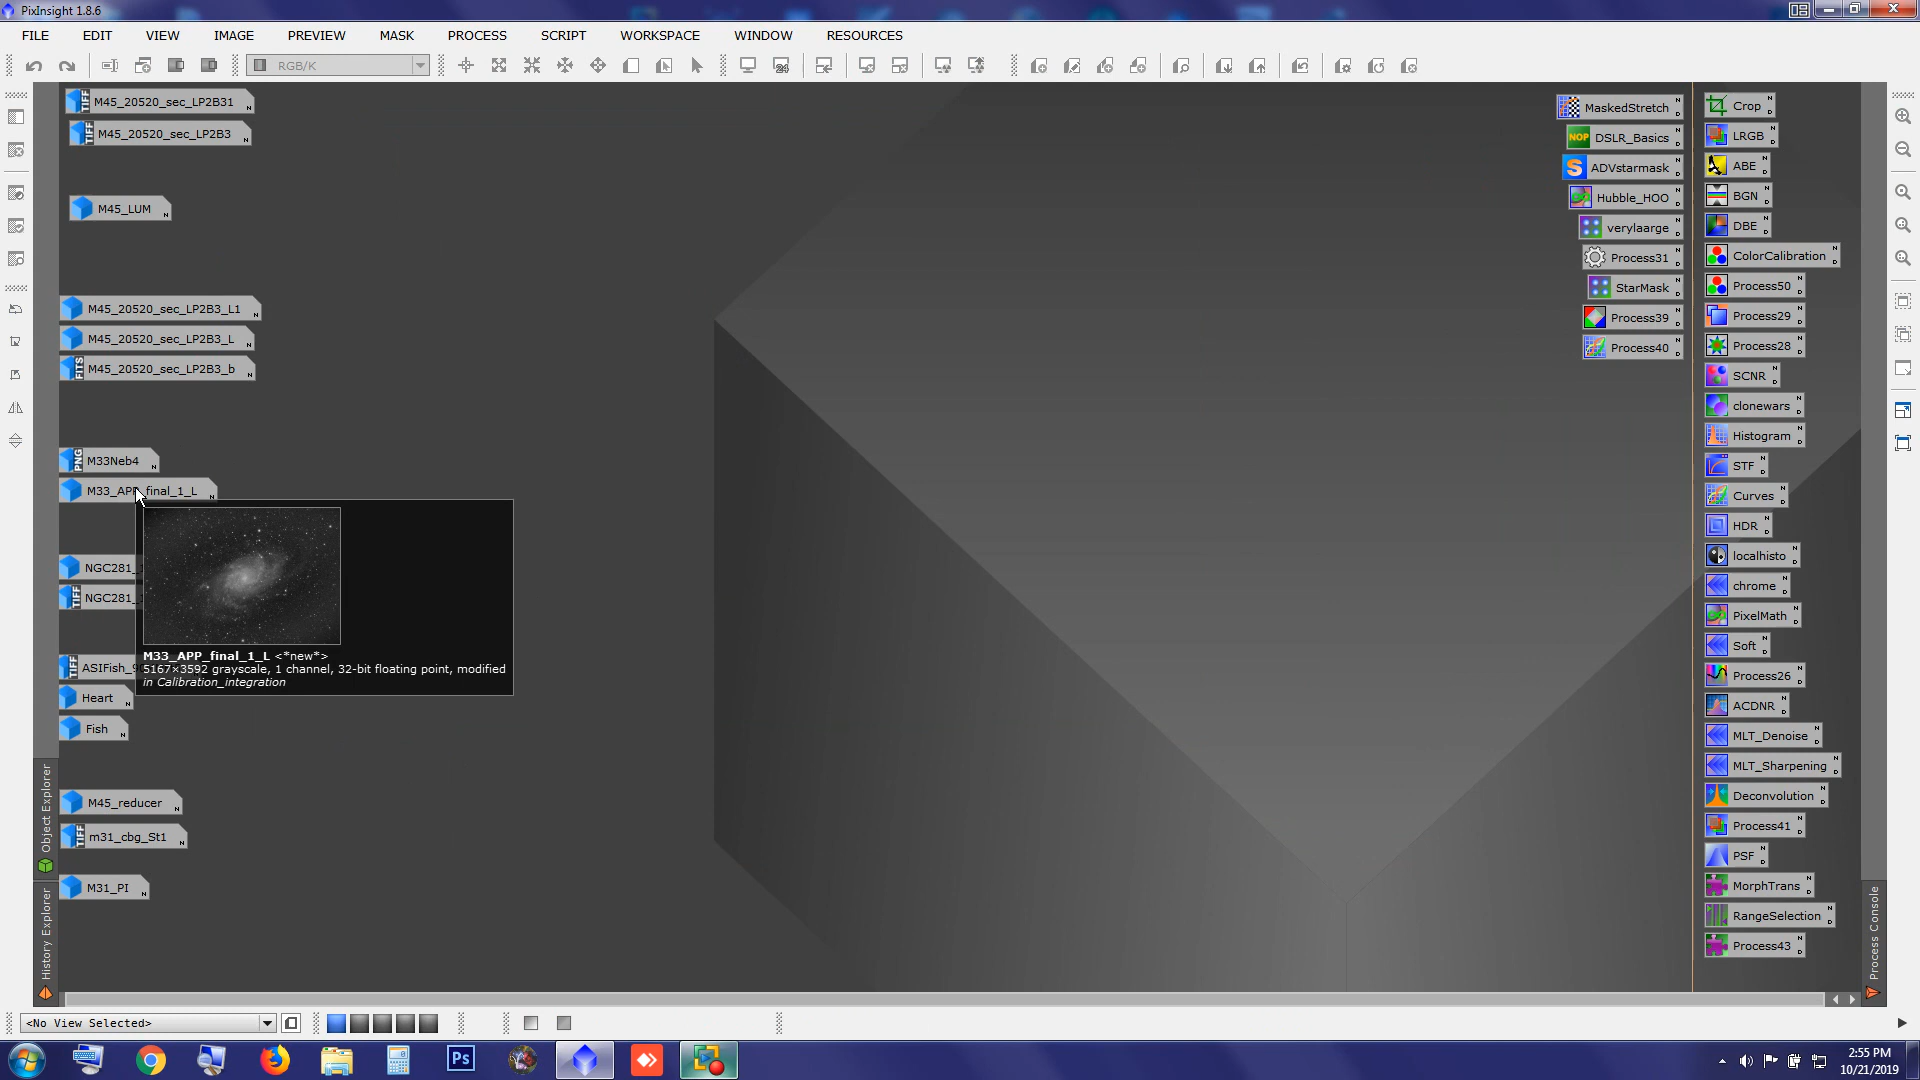 PixInsight 1.8.6
FILE EDIT VIEW IMAGE PREVIEW MASK PROCESS SCRIPT WORKSPACE WINDOW RESOURCES
RGB/K
M45_20520_sec_LP2B31
M45_20520_sec_LP2B3
M45_LUM
M45_20520_sec_LP2B3_L1
M45_20520_sec_LP2B3_L
M45_20520_sec_LP2B3_b
M33Neb4
M33_APP_final_1_L
NGC281_
NGC281_
M33_APP_final_1_L <*new*>
5167×3592 grayscale, 1 channel, 32-bit floating point, modified
in Calibration_integration
ASIFish_9
Heart
Fish
M45_reducer
m31_cbg_St1
M31_PI
MaskedStretch
DSLR_Basics
ADVstarmask
Hubble_HOO
verylaarge
Process31
StarMask
Process39
Process40
Crop
LRGB
ABE
BGN
DBE
ColorCalibration
Process50
Process29
Process28
SCNR
clonewars
Histogram
STF
Curves
HDR
localhisto
chrome
PixelMath
Soft
Process26
ACDNR
MLT_Denoise
MLT_Sharpening
Deconvolution
Process41
PSF
MorphTrans
RangeSelection
Process43
Object Explorer
History Explorer
Process Console
<No View Selected>
2:55 PM
10/21/2019